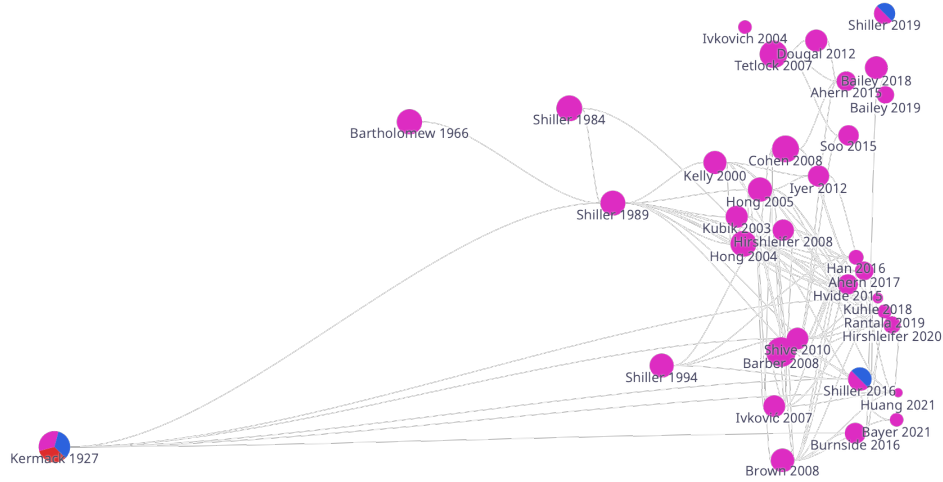 Shiller 2019
Ivkovich 2004
Dougal 2012
Tetlock 2007
Bailey 2018
Ahern 2015
Bailey 2019
Shiller 1984
Bartholomew 1966
Soo 2015
Cohen 2008
Kelly 2000
Iyer 2012
Hong 2005
Shiller 1989
Kubik 2003
Hirshleifer 2008
Hong 2004
Han 2016
Ahern 2017
Hvide 2015
Kuhle 2018
Rantala 2019
Hirshleifer 2020
Shive 2010
Barber 2008
Shiller 1994
Shiller 2016
Huang 2021
Ivkovic 2007
Bayer 2021
Burnside 2016
Kermack 1927
Brown 2008